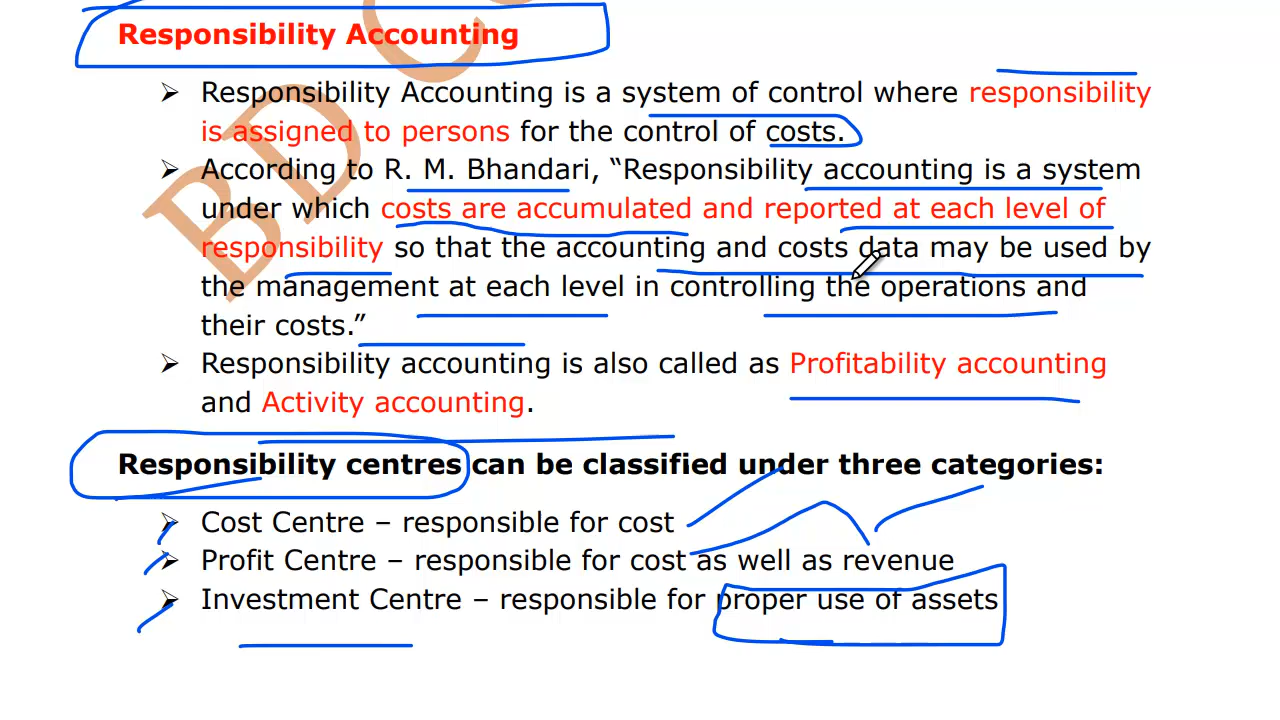 Responsibility Accounting
➢ Responsibility Accounting is a system of control where responsibility
is assigned to persons for the control of costs.
➢ According to R. M. Bhandari, “Responsibility accounting is a system
under which costs are accumulated and reported at each level of
responsibility so that the accounting and costs data may be used by
the management at each level in controlling the operations and
their costs.”
➢ Responsibility accounting is also called as Profitability accounting
and Activity accounting.
Responsibility centres can be classified under three categories:
➢ Cost Centre – responsible for cost
➢ Profit Centre – responsible for cost as well as revenue
➢ Investment Centre – responsible for proper use of assets
BD C